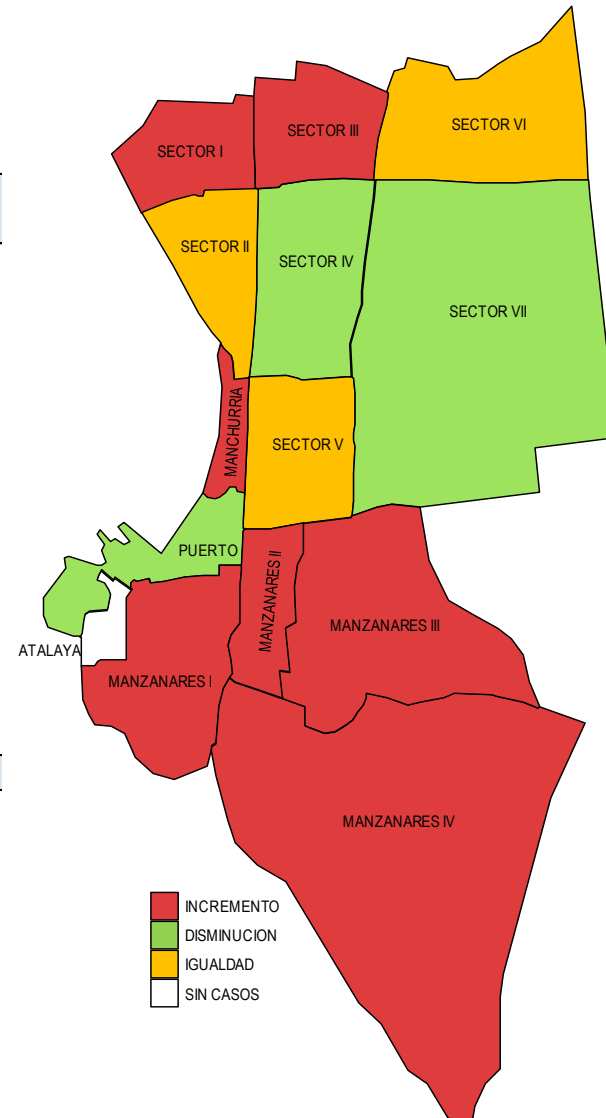 SECTOR VI
SECTOR III
SECTOR I
SECTOR II
SECTOR IV
SECTOR VII
MANCHURRIA
SECTOR V
PUERTO
MANZANARES II
MANZANARES III
ATALAYA
MANZANARES I
MANZANARES IV
INCREMENTO
DISMINUCION
IGUALDAD
SIN CASOS